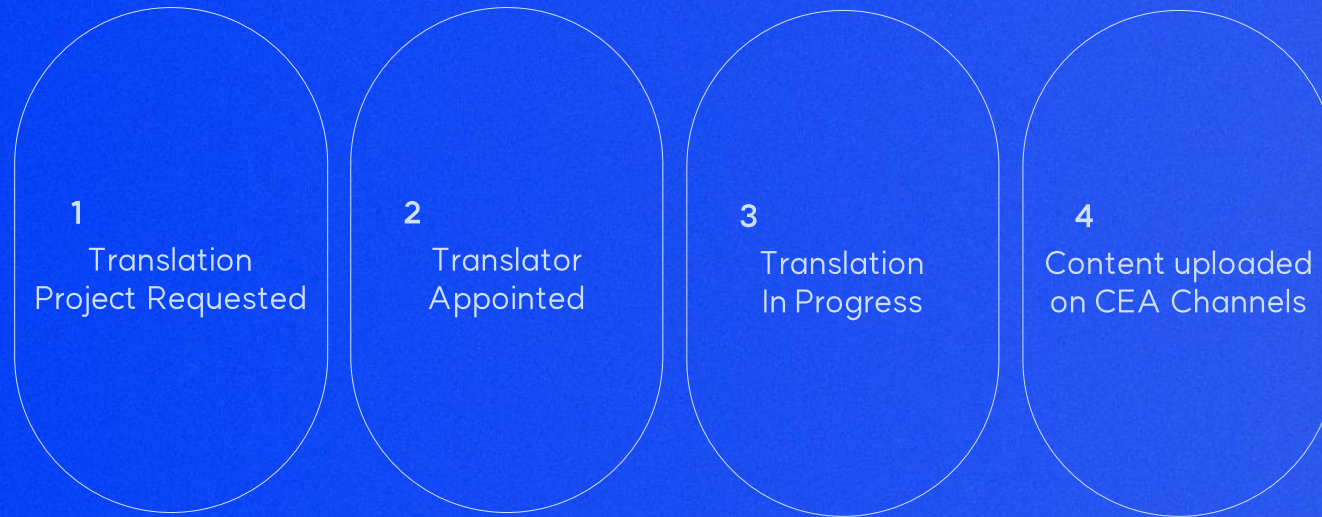 1
Translation
Project Requested
2
Translator
Appointed
3
Translation
In Progress
4
Content uploaded
on CEA Channels